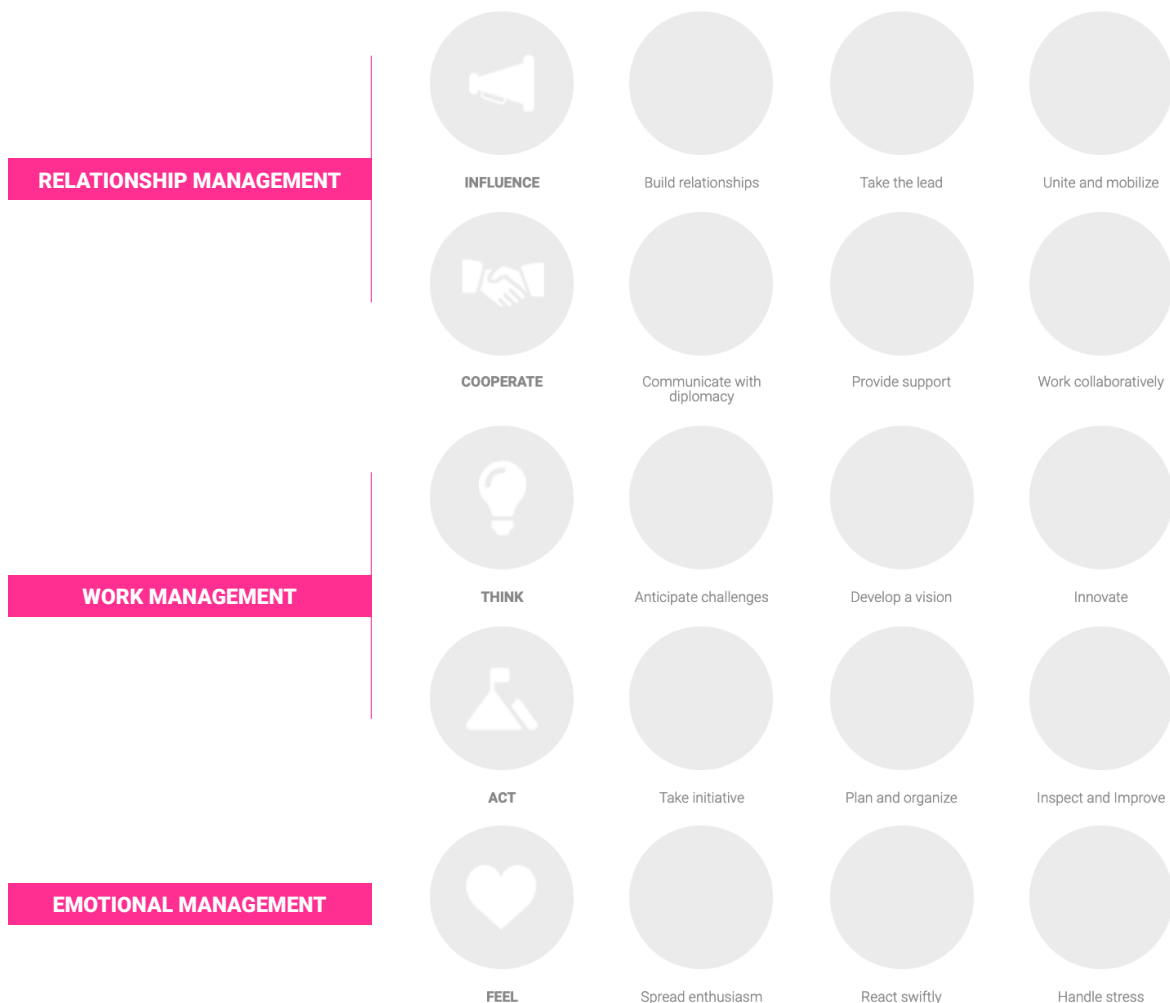 RELATIONSHIP MANAGEMENT
INFLUENCE
Build relationships
Take the lead
Unite and mobilize
COOPERATE
Communicate with
diplomacy
Provide support
Work collaboratively
WORK MANAGEMENT
THINK
Anticipate challenges
Develop a vision
Innovate
ACT
Take initiative
Plan and organize
Inspect and Improve
EMOTIONAL MANAGEMENT
FEEL
Spread enthusiasm
React swiftly
Handle stress